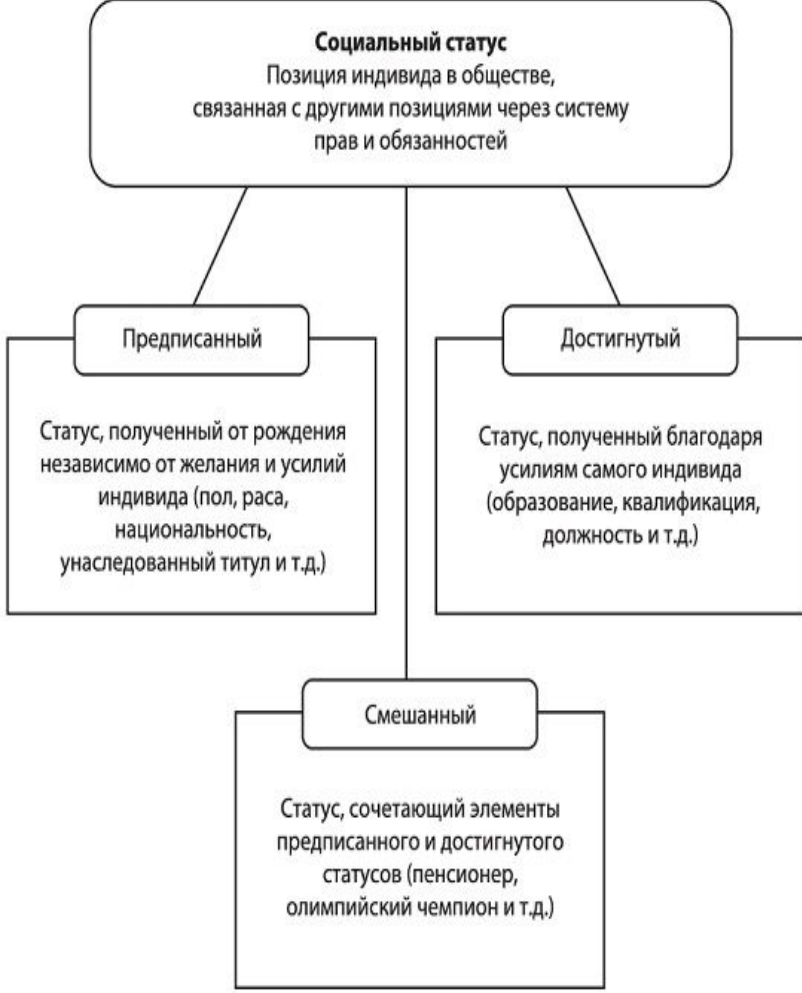 Социальный статус
Позиция индивида в обществе,
связанная с другими позициями через систему
прав и обязанностей
Предписанный
Статус, полученный от рождения
независимо от желания и усилий
индивида (пол, раса,
национальность,
унаследованный титул и т.д.)
Достигнутый
Статус, полученный благодаря
усилиям самого индивида
(образование, квалификация,
должность и т.д.)
Смешанный
Статус, сочетающий элементы
предписанного и достигнутого
статусов (пенсионер,
олимпийский чемпион и т.д.)